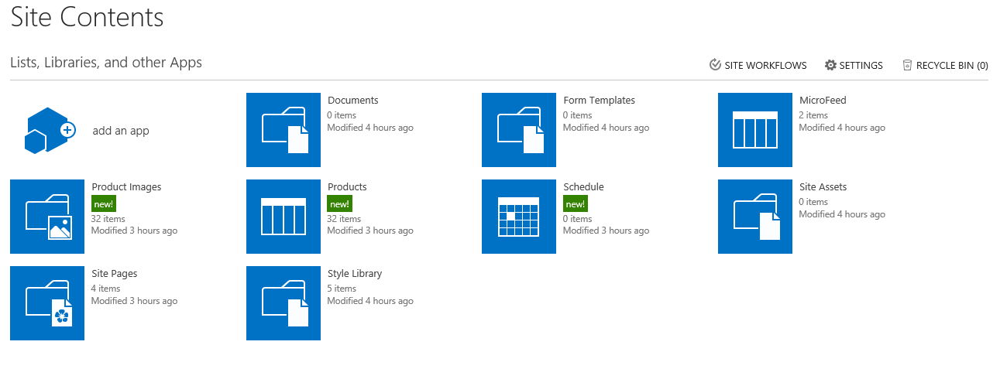 Site Contents
Lists, Libraries, and other Apps
SITE WORKFLOWS
SETTINGS
RECYCLE BIN (0)
add an app
Documents
0 items
Modified 4 hours ago
Form Templates
0 items
Modified 4 hours ago
MicroFeed
2 items
Modified 4 hours ago
Product Images
new!
32 items
Modified 3 hours ago
Products
new!
32 items
Modified 3 hours ago
Schedule
new!
0 items
Modified 3 hours ago
Site Assets
0 items
Modified 4 hours ago
Site Pages
4 items
Modified 3 hours ago
Style Library
5 items
Modified 4 hours ago